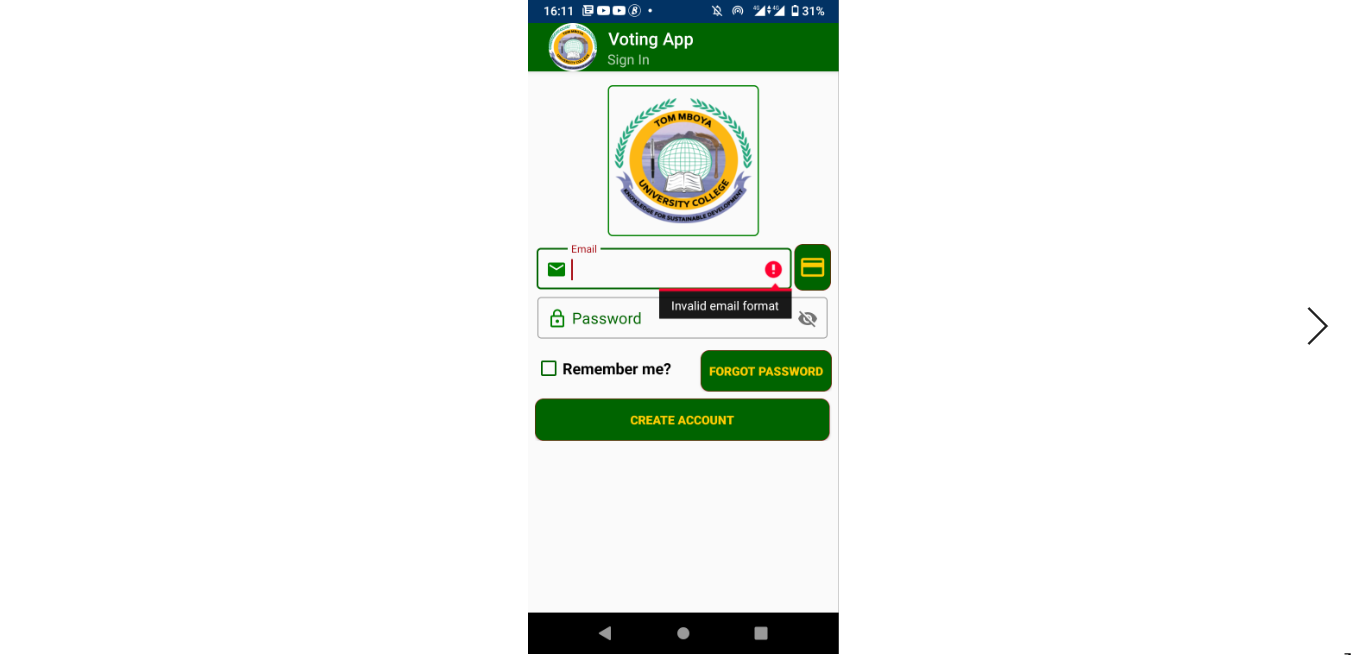 16:11 31%
Voting App
Sign In
TOM MBOYA
UNIVERSITY COLLEGE
KNOWLEDGE FOR SUSTAINABLE DEVELOPMENT
Email
Invalid email format
Password
Remember me?
FORGOT PASSWORD
CREATE ACCOUNT